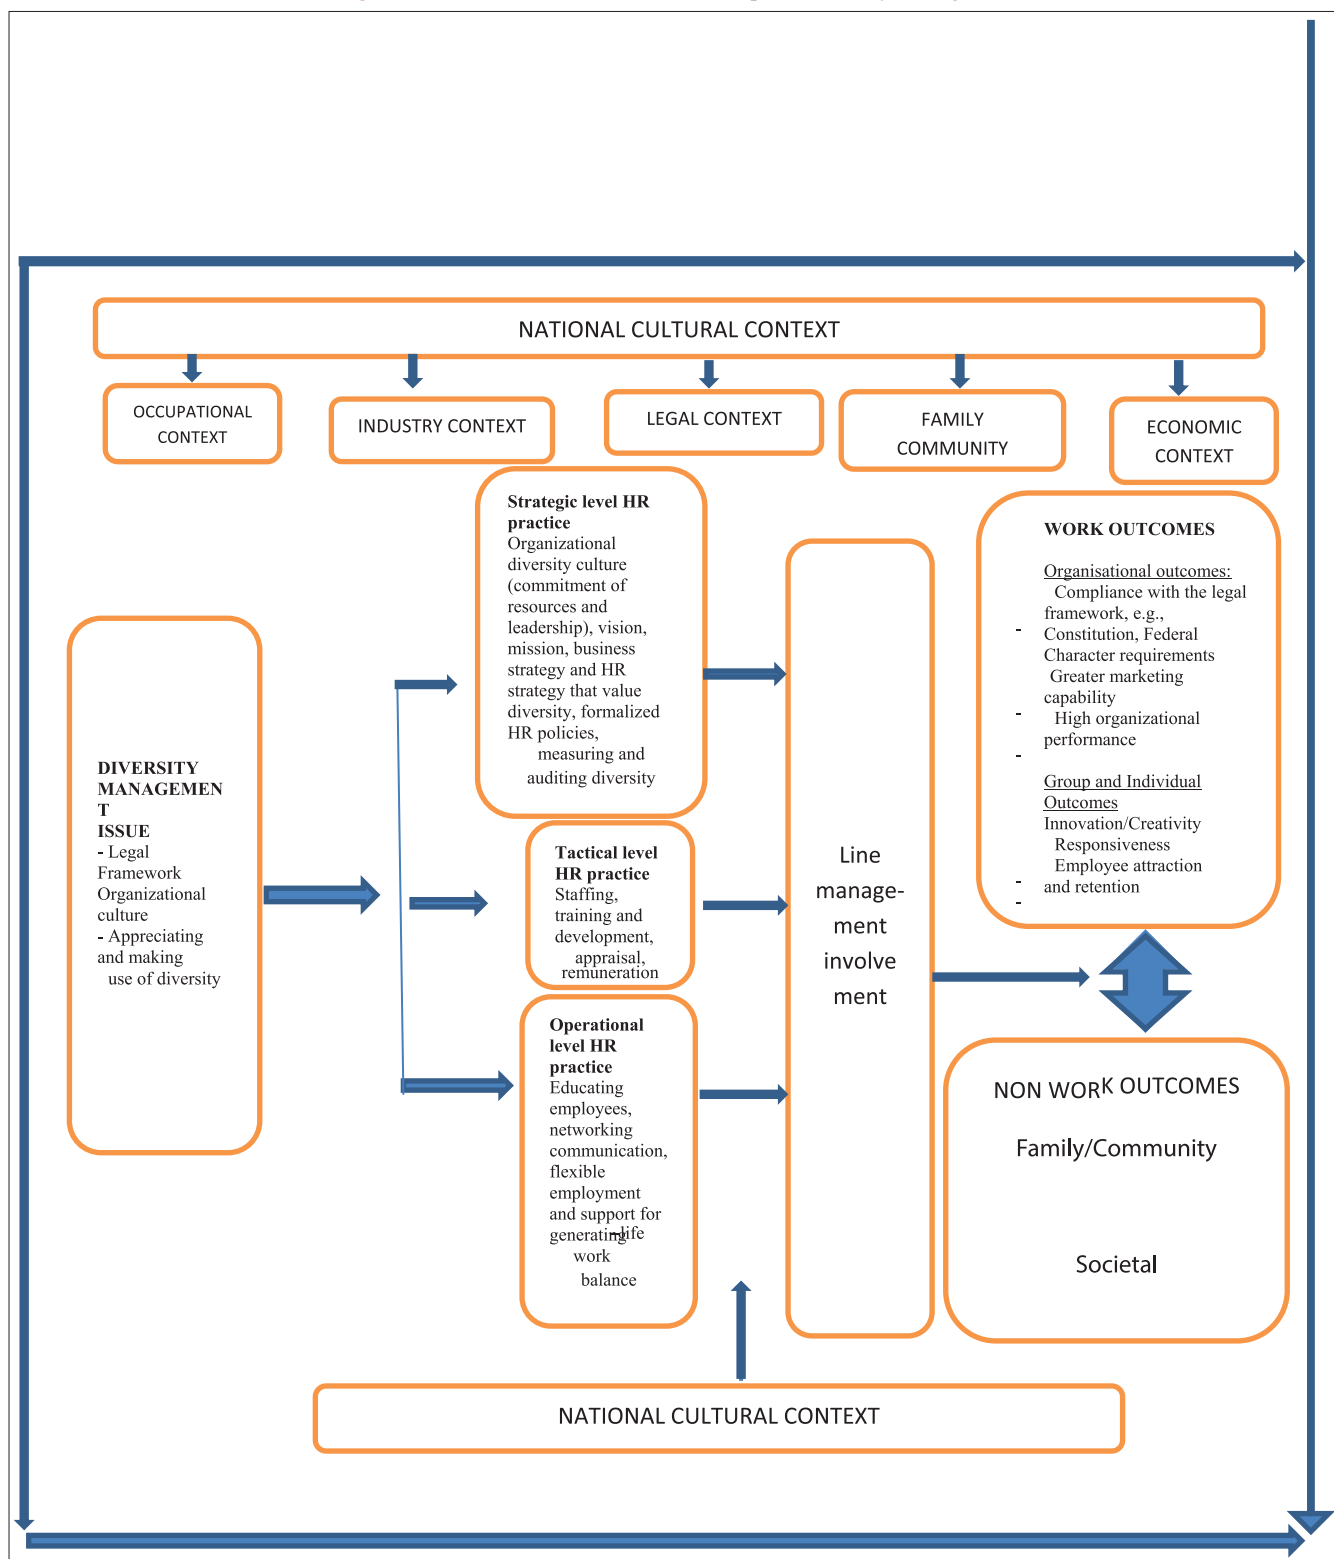 NATIONAL CULTURAL CONTEXT
OCCUPATIONAL
CONTEXT
INDUSTRY CONTEXT
LEGAL CONTEXT
FAMILY
COMMUNITY
ECONOMIC
CONTEXT
DIVERSITY
MANAGEMEN
T
ISSUE
- Legal
Framework
Organizational
culture
- Appreciating
and making
use of diversity
Strategic level HR
practice
Organizational
diversity culture
(commitment of
resources and
leadership), vision,
mission, business
strategy and HR
strategy that value
diversity, formalized
HR policies,
measuring and
auditing diversity
Tactical level
HR practice
Staffing,
training and
development,
appraisal,
remuneration
Operational
level HR
practice
Educating
employees,
networking
communication,
flexible
employment
and support for
generating
-life
work
balance
Line
manage-
ment
involve
ment
WORK OUTCOMES
Organisational outcomes:
Compliance with the legal
framework, e.g.,
- Constitution, Federal
Character requirements
Greater marketing
capability
- High organizational
performance
-
Group and Individual
Outcomes
Innovation/Creativity
Responsiveness
Employee attraction
- and retention
-
NON WORK OUTCOMES
Family/Community
Societal
NATIONAL CULTURAL CONTEXT